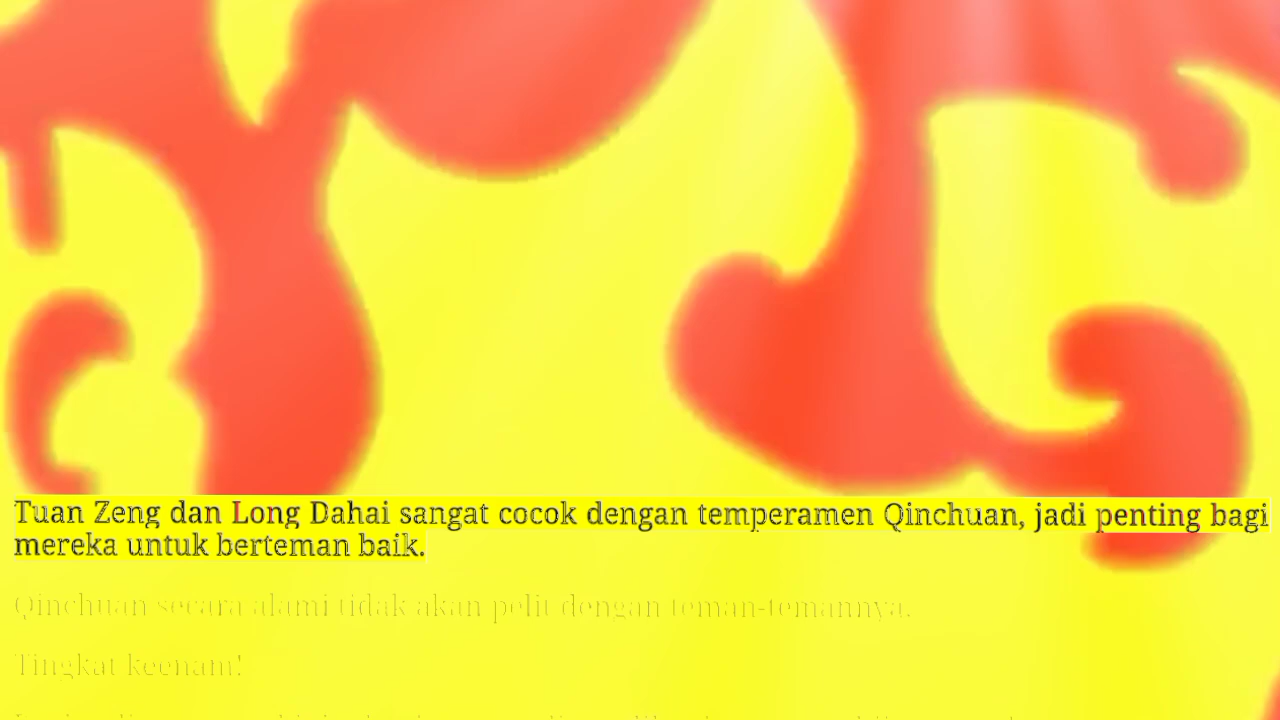 Tuan Zeng dan Long Dahai sangat cocok dengan temperamen Qinchuan, jadi penting bagi
mereka untuk berteman baik.
Qinchuan secara alami tidak akan pelit dengan teman-temannya.
Tingkat keenam!